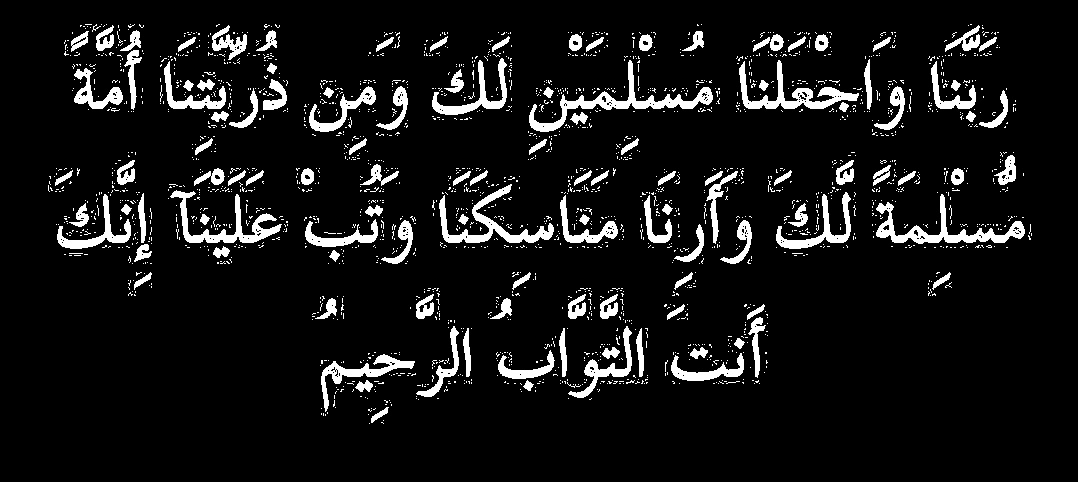 رَبَّنَا وَاجْعَلْنَا مُسْلِمَيْنِ لَكَ وَمِن ذُرِّيَّتِنَا أُمَّةً
مُّسْلِمَةً لَّكَ وَأَرِنَا مَنَاسِكَنَا وَتُبْ عَلَيْنَآ إِنَّكَ
أَنتَ التَّوَّابُ الرَّحِيمُ